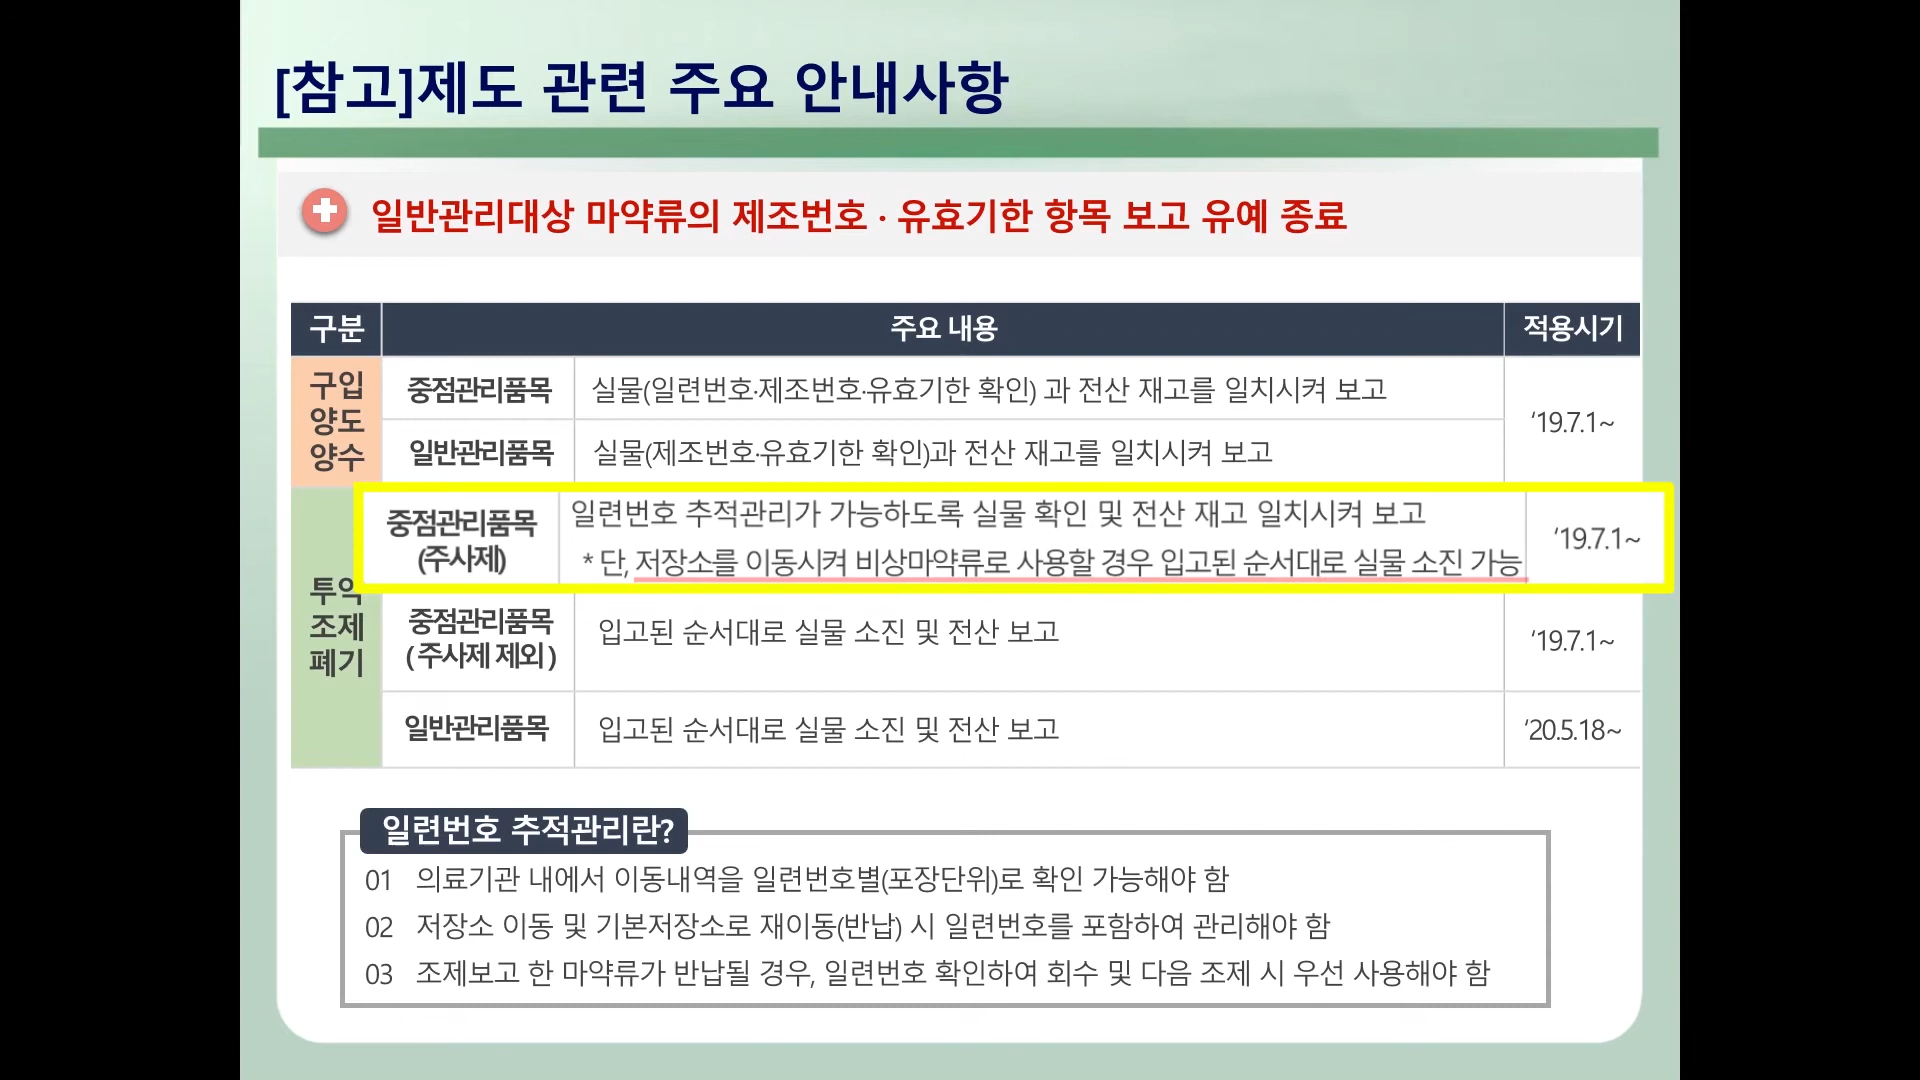 [참고]제도 관련 주요 안내사항
일반관리대상 마약류의 제조번호 · 유효기한 항목 보고 유예 종료
구분 주요 내용 적용시기
구입
양도
양수
중점관리품목 실물(일련번호·제조번호·유효기한 확인) 과 전산 재고를 일치시켜 보고
‘19.7.1~
일반관리품목 실물(제조번호·유효기한 확인)과 전산 재고를 일치시켜 보고
투약
조제
폐기
중점관리품목
(주사제)
일련번호 추적관리가 가능하도록 실물 확인 및 전산 재고 일치시켜 보고
* 단, 저장소를 이동시켜 비상마약류로 사용할 경우 입고된 순서대로 실물 소진 가능
‘19.7.1~
중점관리품목
( 주사제 제외 )
입고된 순서대로 실물 소진 및 전산 보고
‘19.7.1~
일반관리품목 입고된 순서대로 실물 소진 및 전산 보고 ‘20.5.18~
일련번호 추적관리란?
01 의료기관 내에서 이동내역을 일련번호별(포장단위)로 확인 가능해야 함
02 저장소 이동 및 기본저장소로 재이동(반납) 시 일련번호를 포함하여 관리해야 함
03 조제보고 한 마약류가 반납될 경우, 일련번호 확인하여 회수 및 다음 조제 시 우선 사용해야 함